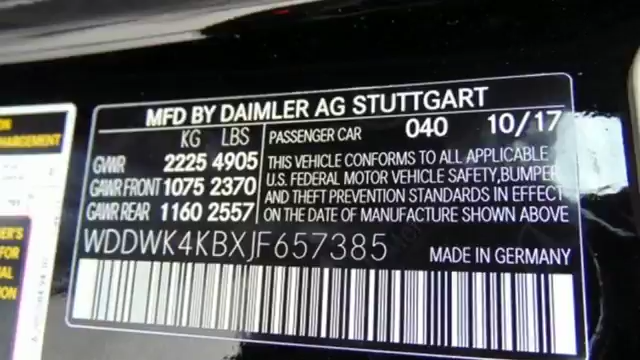 MFD BY DAIMLER AG STUTTGART
KG LBS
GVWR 2225 4905
GAWR FRONT 1075 2370
GAWR REAR 1160 2557
PASSENGER CAR 040 10/17
THIS VEHICLE CONFORMS TO ALL APPLICABLE
U.S. FEDERAL MOTOR VEHICLE SAFETY,BUMPER
AND THEFT PREVENTION STANDARDS IN EFFECT
ON THE DATE OF MANUFACTURE SHOWN ABOVE
WDDWK4KBXJF657385
MADE IN GERMANY